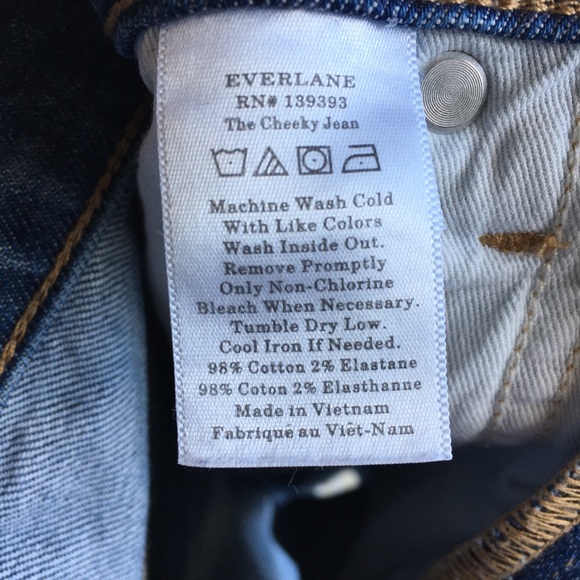 EVERLANE
RN# 139393
The Cheeky Jean
Machine Wash Cold
With Like Colors
Wash Inside Out.
Remove Promptly
Only Non-Chlorine
Bleach When Necessary.
Tumble Dry Low.
Cool Iron If Needed.
98% Cotton 2% Elastane
98% Coton 2% Elasthanne
Made in Vietnam
Fabriqué au Viêt-Nam